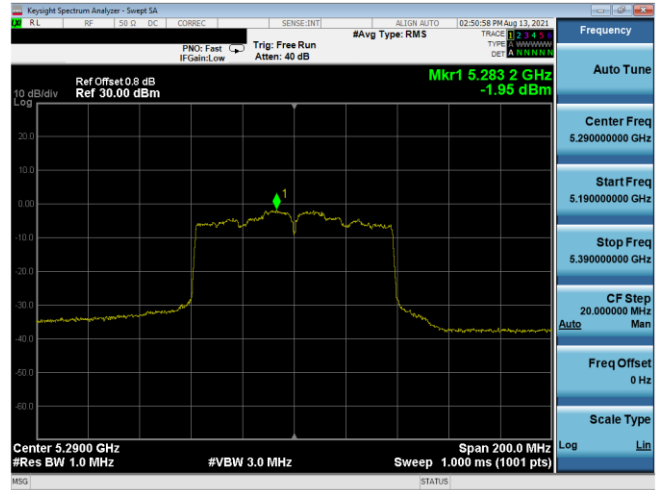 Keysight Spectrum Analyzer - Swept SA
RL RF 50 Ω DC CORREC SENSE:INT ALIGN AUTO 02:50:58 PM Aug 13, 2021
Frequency
#Avg Type: RMS
TRACE 1 2 3 4 5 6
PNO: Fast Trig: Free Run
TYPE A WWWWW
IFGain:Low Atten: 40 dB
DET A N N N N N
Auto Tune
Mkr1 5.283 2 GHz
Ref Offset 0.8 dB
-1.95 dBm
10 dB/div Ref 30.00 dBm
Log
20.0
10.0
0.00
-10.0
-20.0
-30.0
-40.0
-50.0
-60.0
1
Center Freq
5.290000000 GHz
Start Freq
5.190000000 GHz
Stop Freq
5.390000000 GHz
CF Step
20.000000 MHz
Auto Man
Freq Offset
0 Hz
Scale Type
Log Lin
Center 5.2900 GHz Span 200.0 MHz
#Res BW 1.0 MHz #VBW 3.0 MHz Sweep 1.000 ms (1001 pts)
MSG STATUS